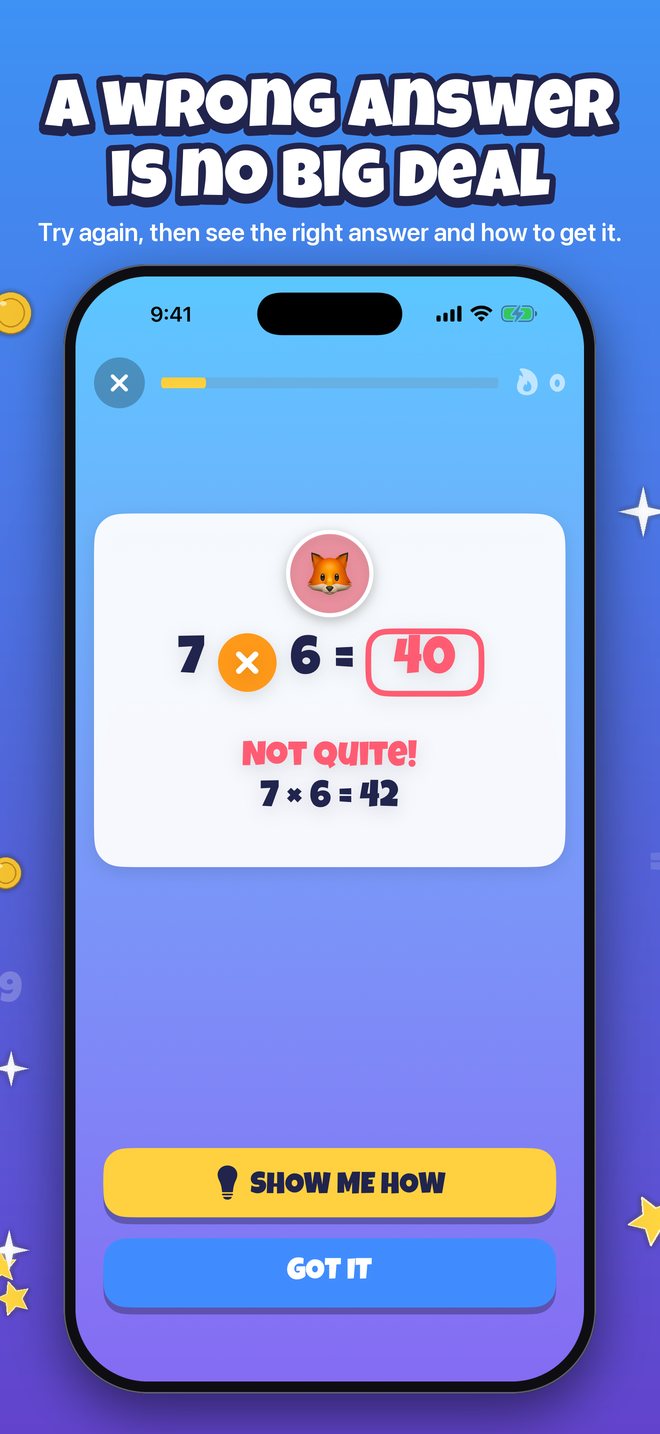 A WRONG ANSWER
IS NO BIG DEAL
Try again, then see the right answer and how to get it.
9:41
0
7 × 6 = 40
NOT QUITE!
7 × 6 = 42
=
9
SHOW ME HOW
GOT IT